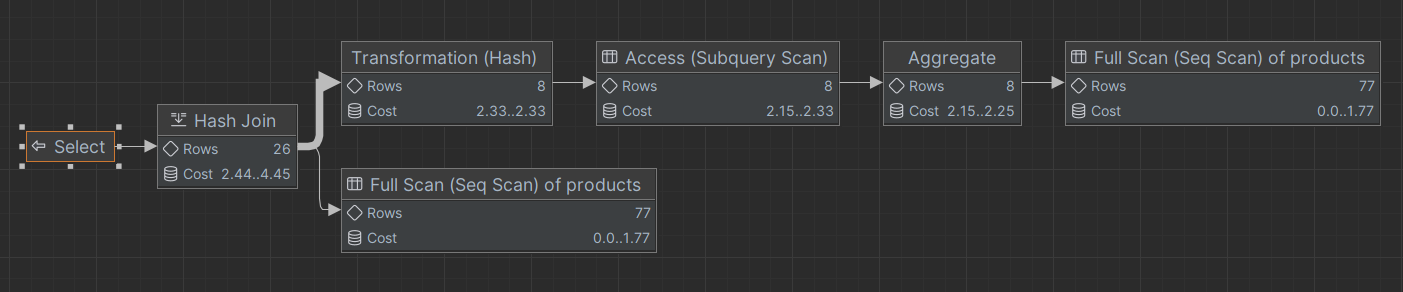 Select
Hash Join
Rows 26
Cost 2.44..4.45
Transformation (Hash)
Rows 8
Cost 2.33..2.33
Access (Subquery Scan)
Rows 8
Cost 2.15..2.33
Aggregate
Rows 8
Cost 2.15..2.25
Full Scan (Seq Scan) of products
Rows 77
Cost 0.0..1.77
Full Scan (Seq Scan) of products
Rows 77
Cost 0.0..1.77